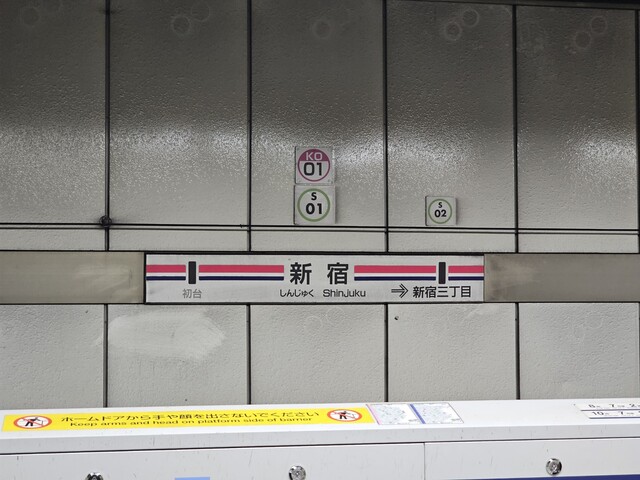 KO
01
S
01
S
02
新宿
しんじゅく Shinjuku
初台
⇒ 新宿三丁目
ホームドアから手や顔を出さないでください
Keep arms and head on platform side of barrier